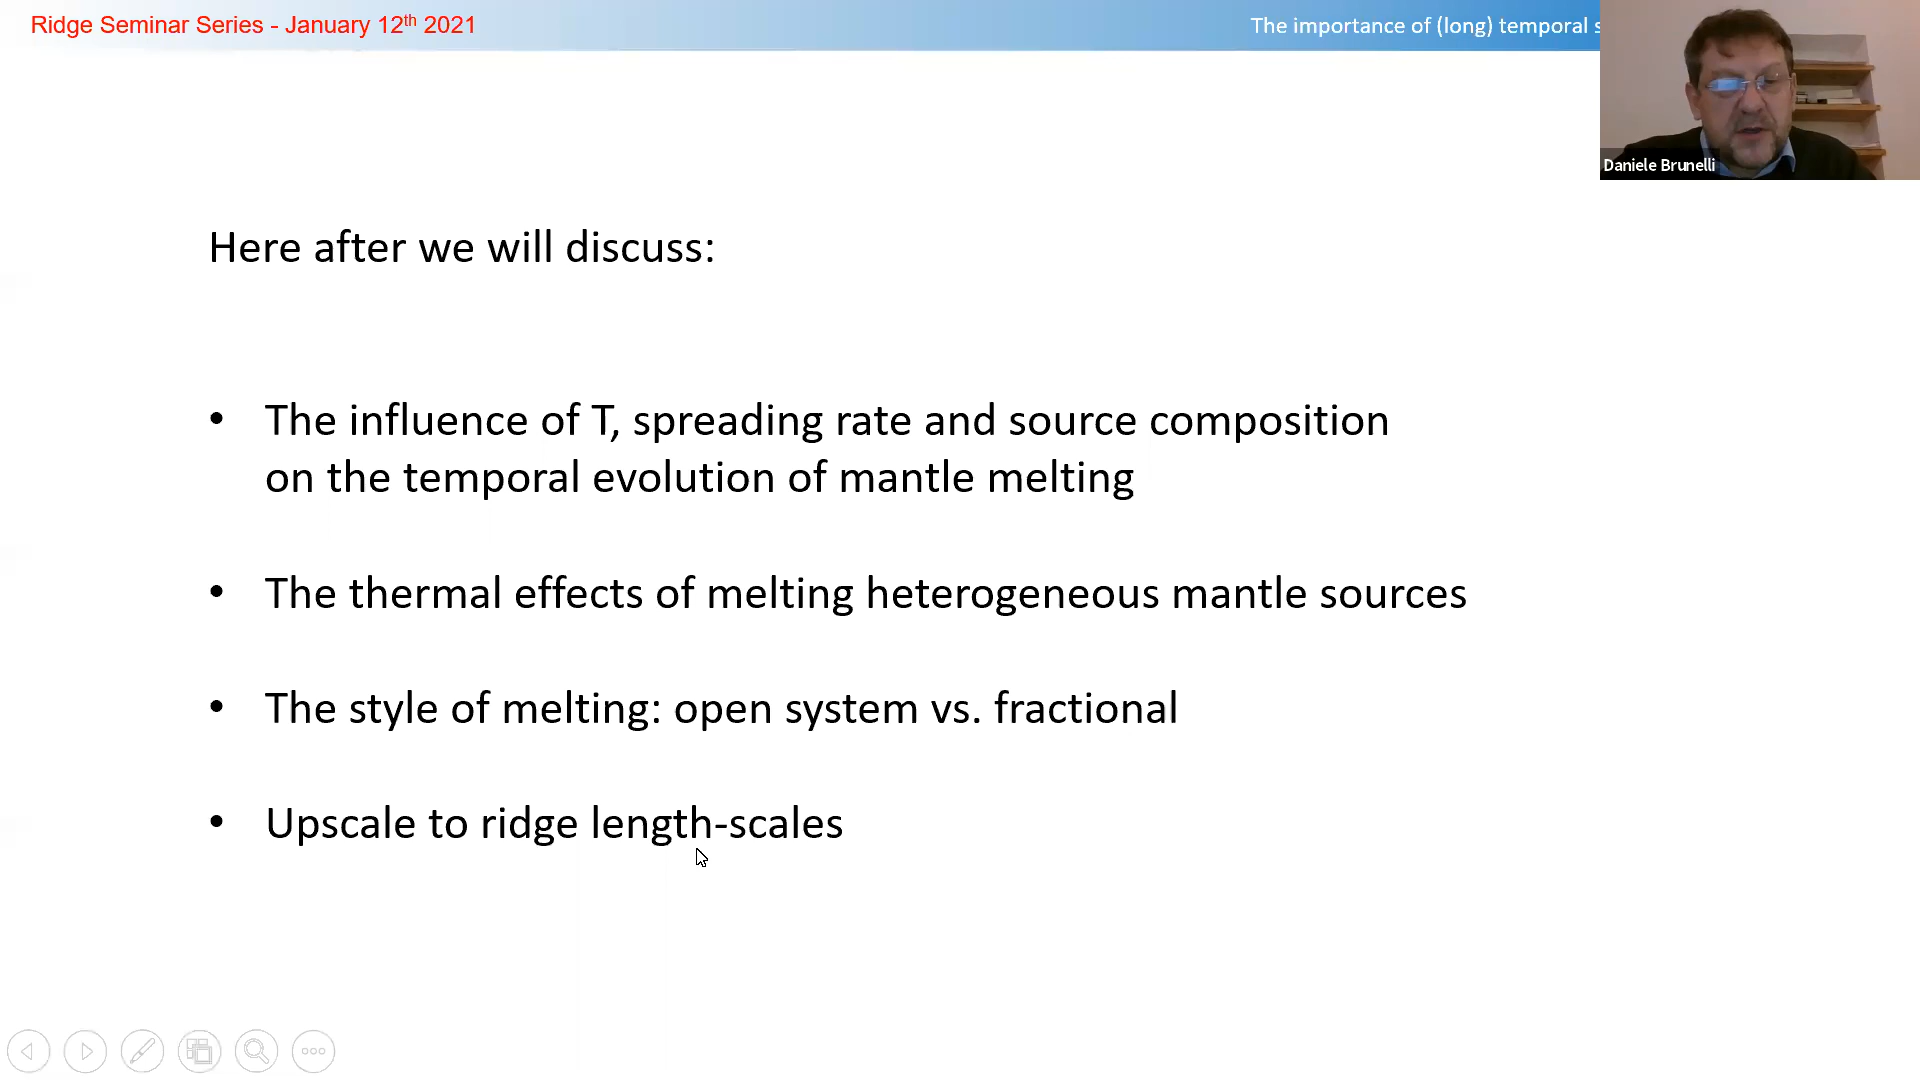 Ridge Seminar Series - January 12th 2021
The importance of (long) temporal
Daniele Brunelli
Here after we will discuss:
• The influence of T, spreading rate and source composition
on the temporal evolution of mantle melting
• The thermal effects of melting heterogeneous mantle sources
• The style of melting: open system vs. fractional
• Upscale to ridge length-scales